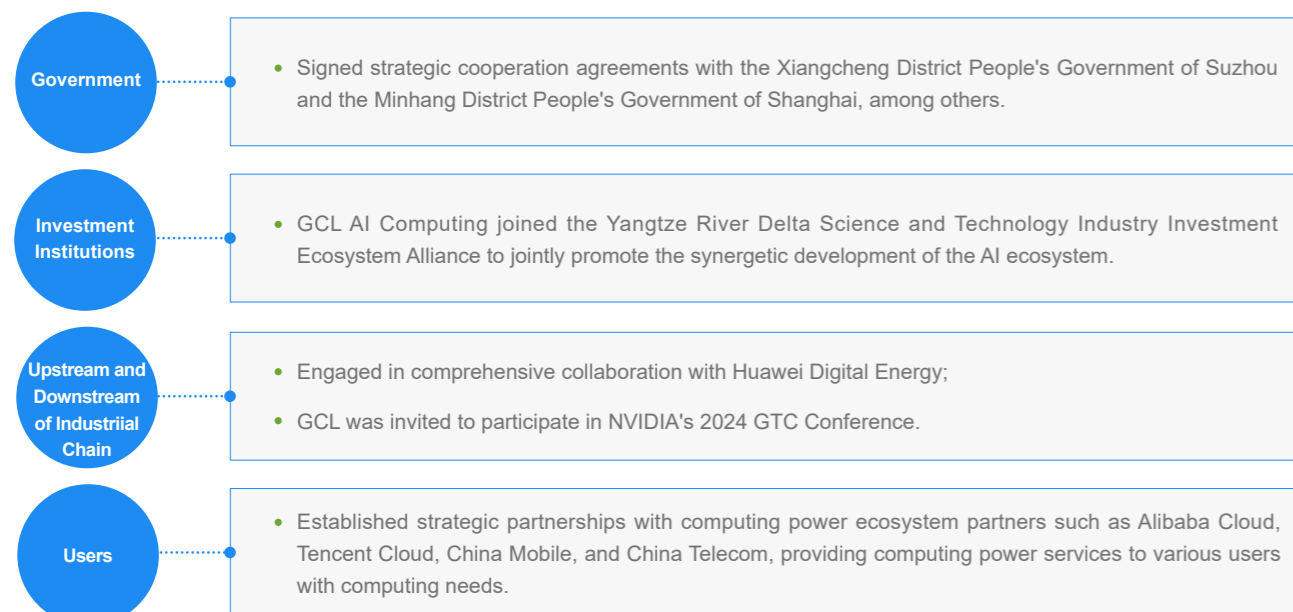 Government
• Signed strategic cooperation agreements with the Xiangcheng District People's Government of Suzhou
and the Minhang District People's Government of Shanghai, among others.
Investment
Institutions
• GCL AI Computing joined the Yangtze River Delta Science and Technology Industry Investment
Ecosystem Alliance to jointly promote the synergetic development of the AI ecosystem.
Upstream and
Downstream
of Industriial
Chain
• Engaged in comprehensive collaboration with Huawei Digital Energy;
• GCL was invited to participate in NVIDIA's 2024 GTC Conference.
Users
• Established strategic partnerships with computing power ecosystem partners such as Alibaba Cloud,
Tencent Cloud, China Mobile, and China Telecom, providing computing power services to various users
with computing needs.